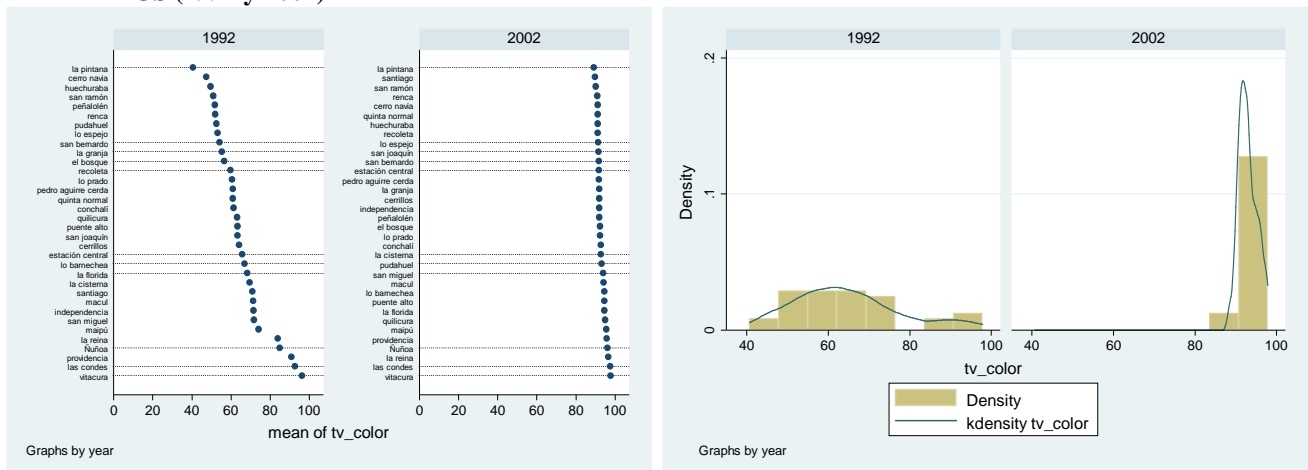 1992
la pintana
cerro navia
huechuraba
san ramón
peñalolén
renca
pudahuel
lo espejo
san bernardo
la granja
el bosque
recoleta
lo prado
pedro aguirre cerda
quinta normal
conchalí
quilicura
puente alto
san joaquín
cerrillos
estación central
lo barnechea
la florida
la cisterna
santiago
macul
independencia
san miguel
maipú
la reina
Ñuñoa
providencia
las condes
vitacura
0 20 40 60 80 100
2002
la pintana
santiago
san ramón
renca
cerro navia
quinta normal
huechuraba
recoleta
lo espejo
san joaquín
san bernardo
estación central
pedro aguirre cerda
la granja
cerrillos
independencia
peñalolén
el bosque
lo prado
conchalí
la cisterna
pudahuel
san miguel
macul
lo barnechea
puente alto
la florida
quilicura
maipú
providencia
Ñuñoa
la reina
las condes
vitacura
0 20 40 60 80 100
mean of tv_color
Graphs by year
1992
2002
.2
.1
0
Density
40 60 80 100
40 60 80 100
tv_color
Density
kdensity tv_color
Graphs by year